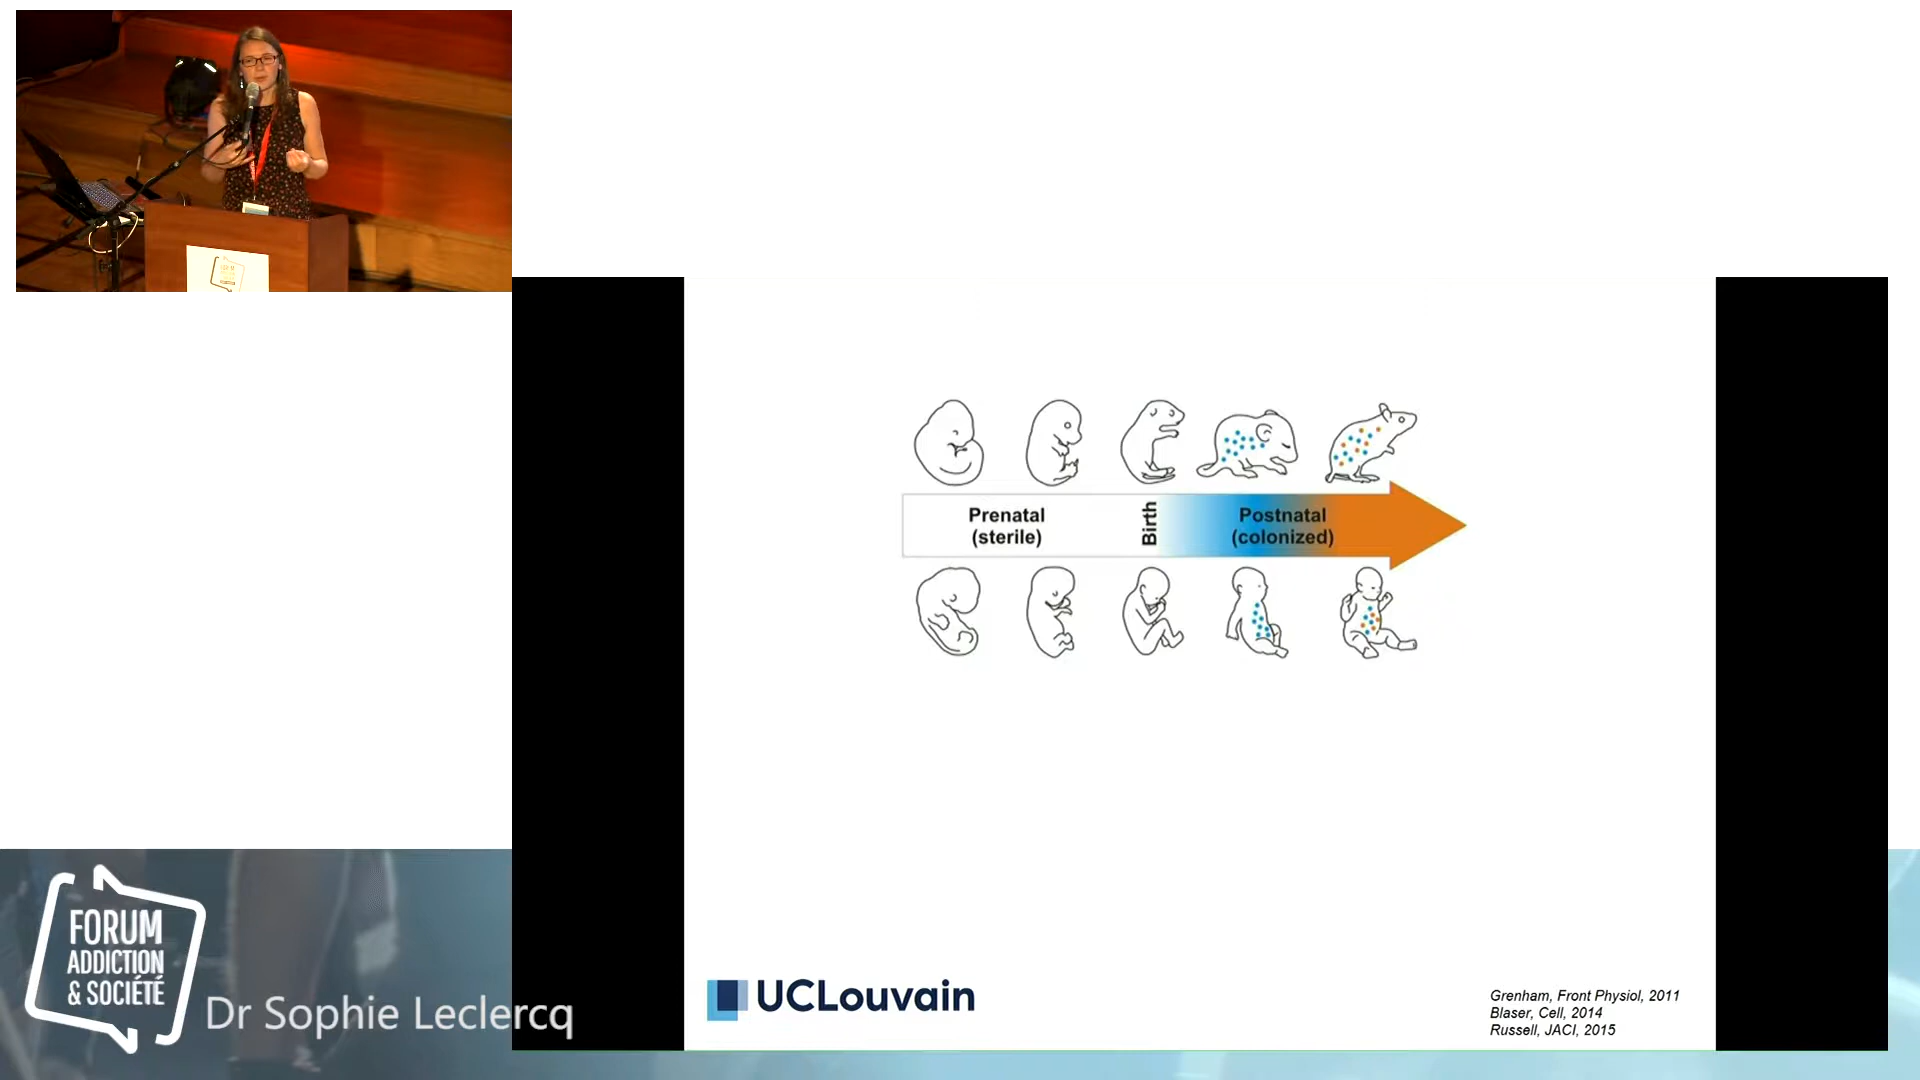 Prenatal
(sterile)
Birth
Postnatal
(colonized)
UCLouvain
Grenham, Front Physiol, 2011
Blaser, Cell, 2014
Russell, JACI, 2015
FORUM
ADDICTION
& SOCIÉTÉ
Dr Sophie Leclercq